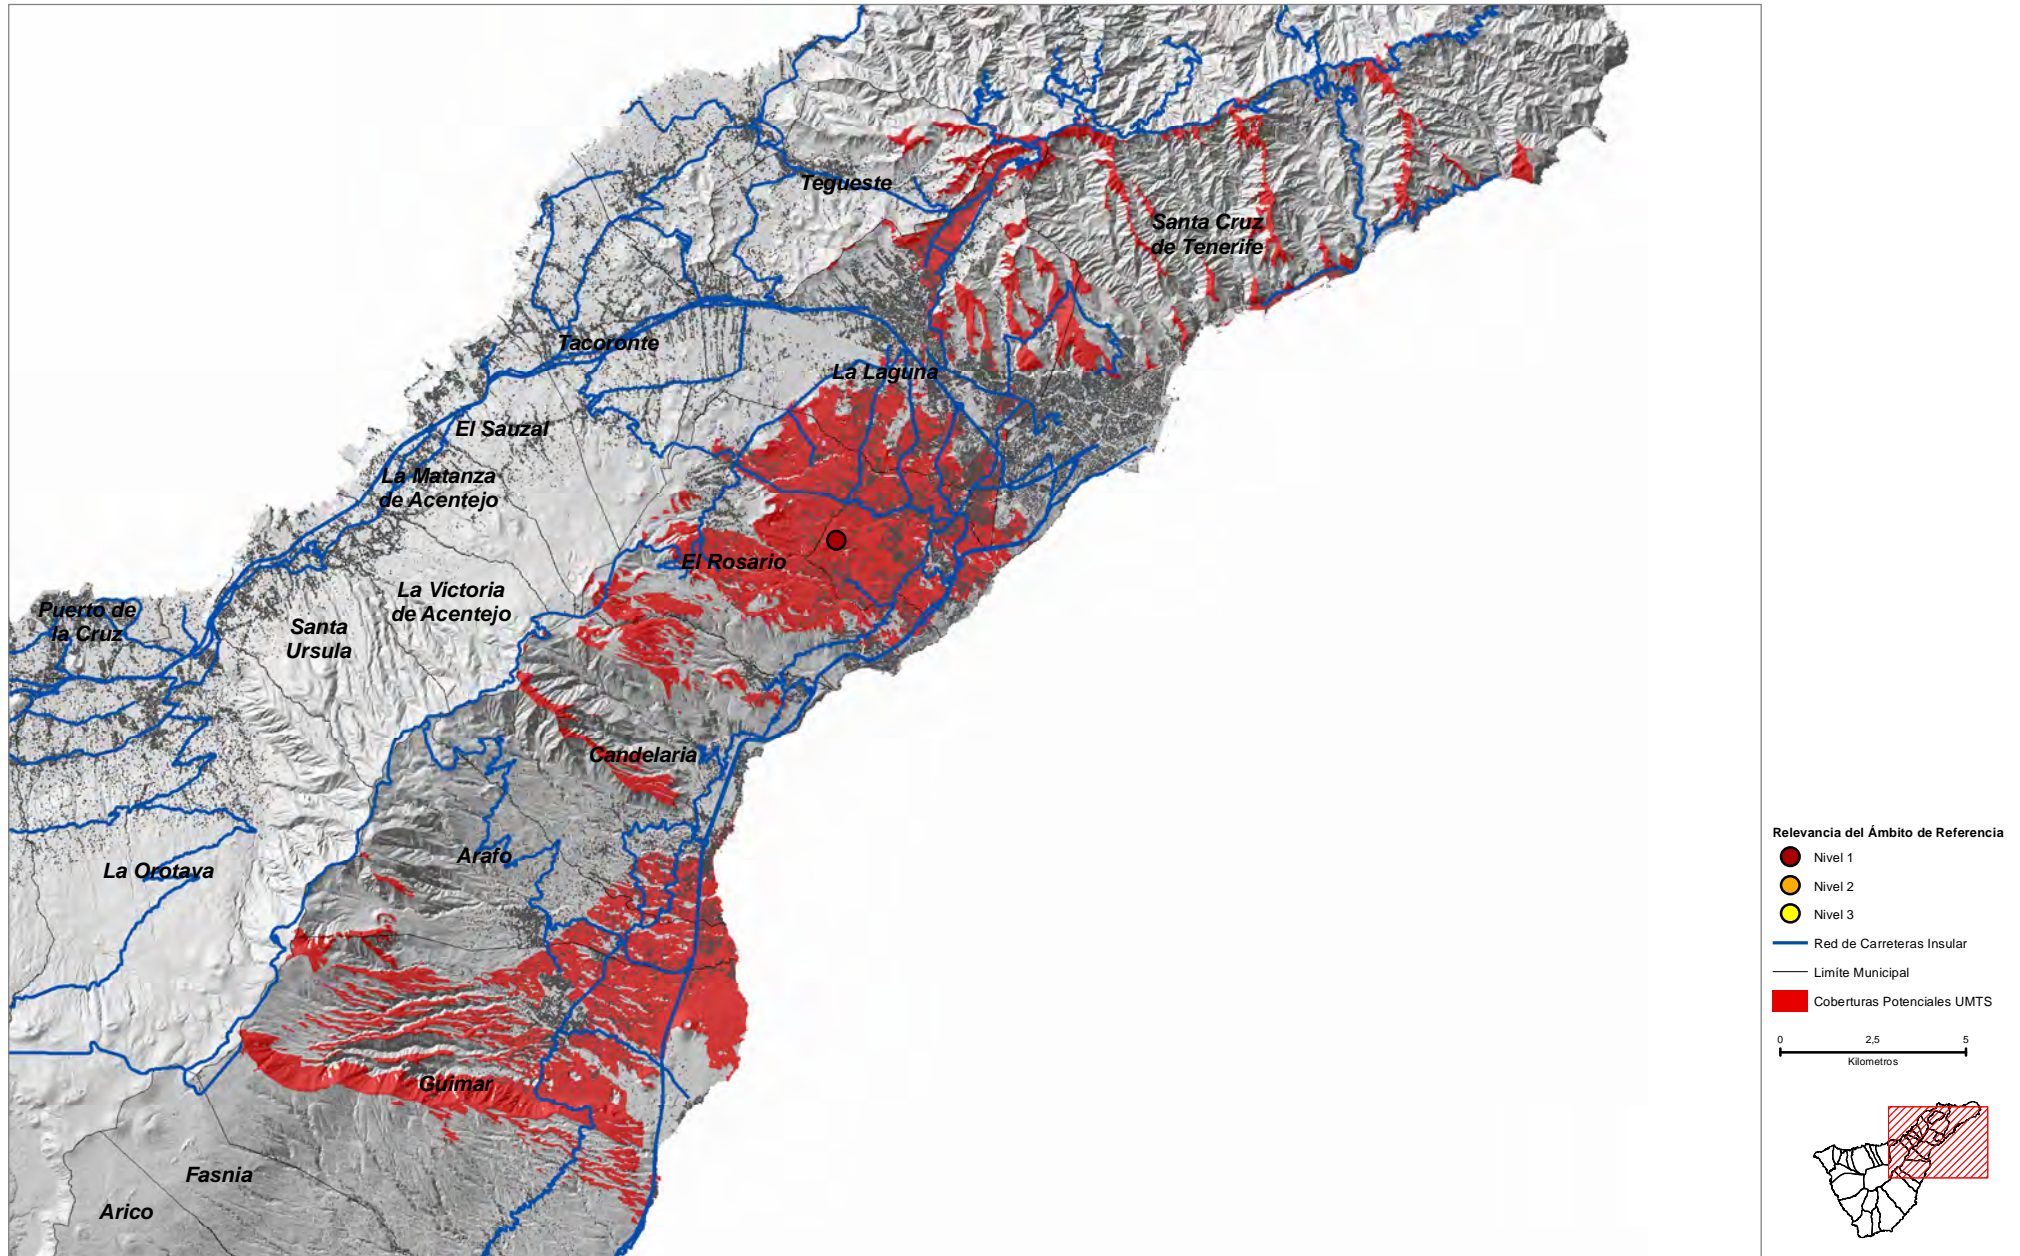 Tegueste
Santa Cruz
de Tenerife
Tacoronte
La Laguna
El Sauzal
La Matanza
de Acentejo
El Rosario
La Victoria
de Acentejo
Puerto de
la Cruz
Santa
Ursula
Candelaria
Arafo
La Orotava
Guimar
Fasnia
Arico
Relevancia del Ámbito de Referencia
Nivel 1
Nivel 2
Nivel 3
Red de Carreteras Insular
Limíte Municipal
Coberturas Potenciales UMTS
0 2,5 5
Kilometros